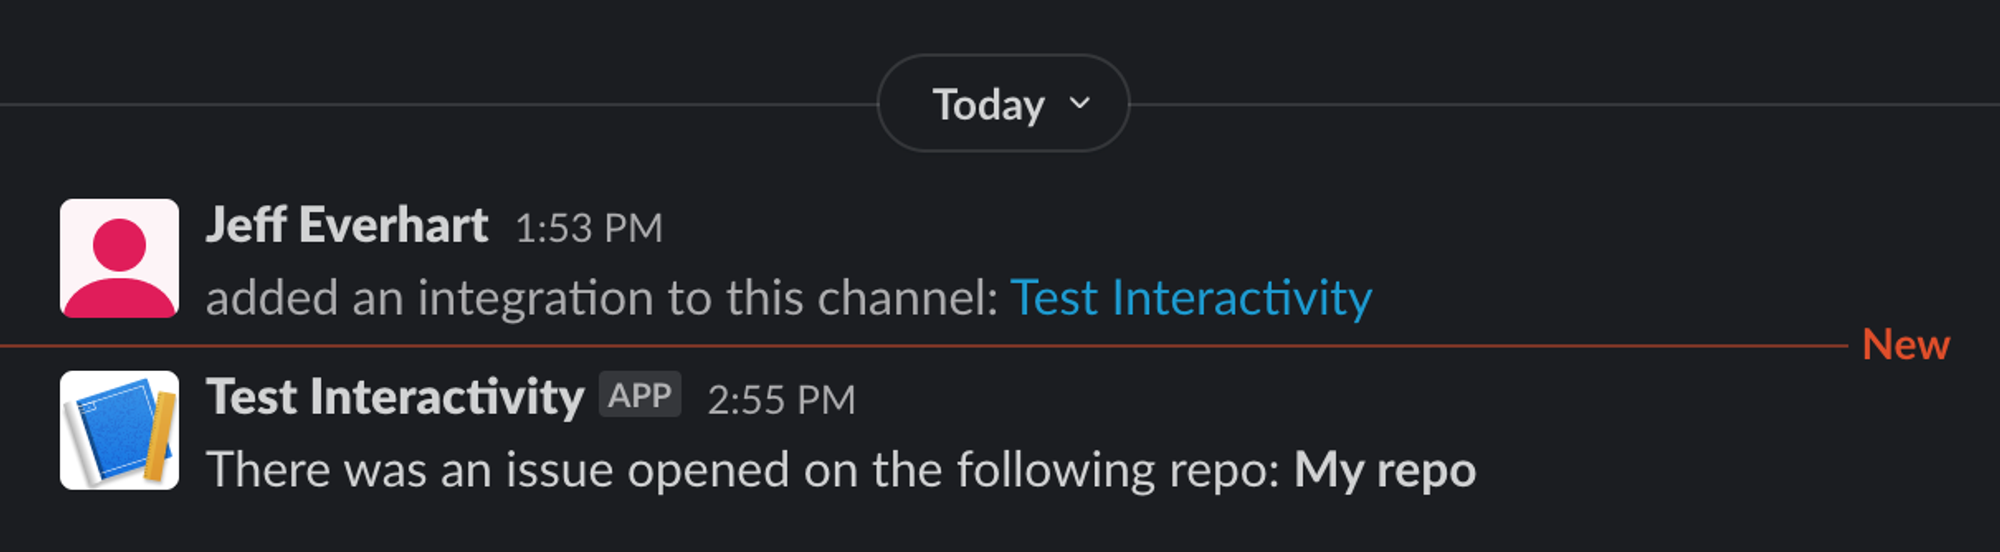 Today
Jeff Everhart 1:53 PM
added an integration to this channel: Test Interactivity
New
Test Interactivity APP 2:55 PM
There was an issue opened on the following repo: My repo